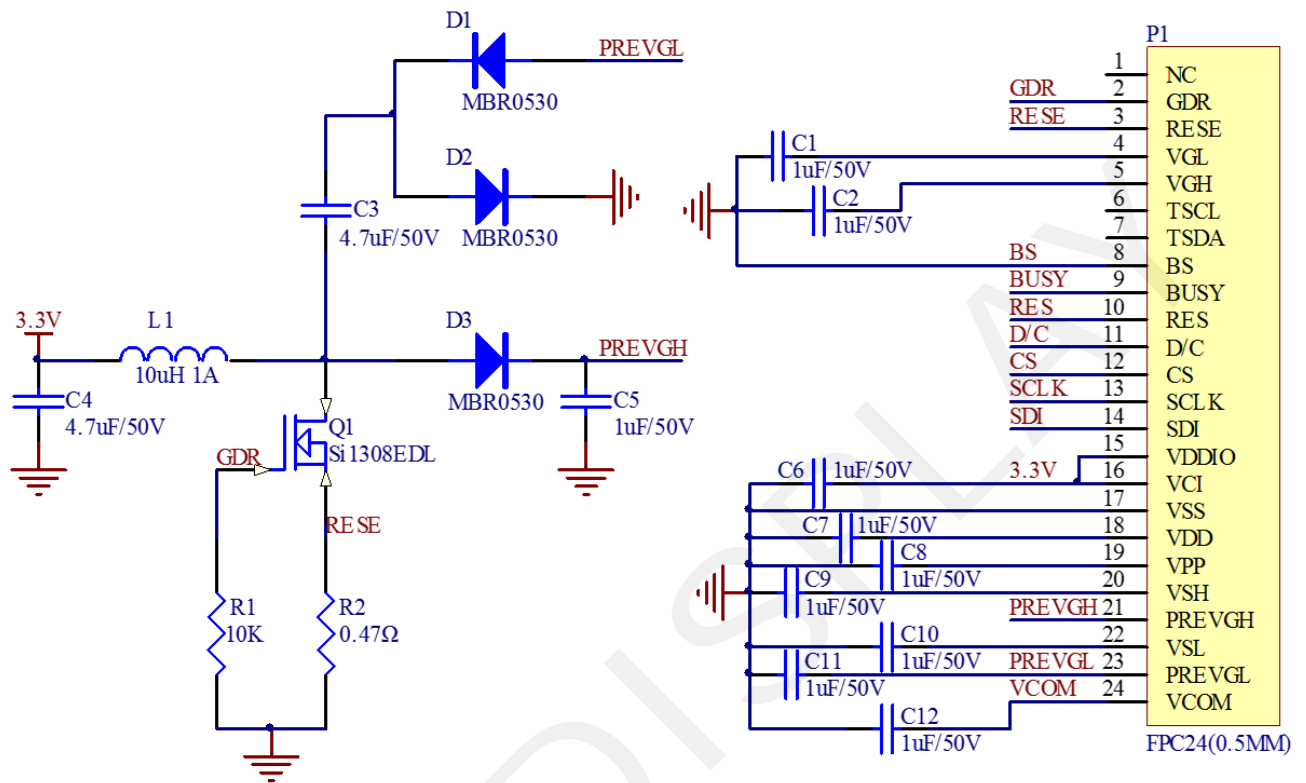 D1
PREVGL
MBR0530
D2
MBR0530
C3
4.7uF/50V
3.3V
L1
10uH 1A
D3
PREVGH
MBR0530
C4
4.7uF/50V
C5
1uF/50V
Q1
Si1308EDL
GDR
RESE
R1
10K
R2
0.47Ω
P1
1 NC
GDR 2 GDR
RESE 3 RESE
C1
1uF/50V
4 VGL
5 VGH
C2
1uF/50V
6 TSCL
7 TSDA
BS 8 BS
BUSY 9 BUSY
RES 10 RES
D/C 11 D/C
CS 12 CS
SCLK 13 SCLK
SDI 14 SDI
15 VDDIO
C6 1uF/50V 3.3V 16 VCI
17 VSS
C7 1uF/50V 18 VDD
C8
1uF/50V
19 VPP
C9
1uF/50V
20 VSH
PREVGH 21 PREVGH
C10
1uF/50V
22 VSL
C11
1uF/50V
PREVGL 23 PREVGL
VCOM 24 VCOM
C12
1uF/50V
FPC24(0.5MM)
DISPLAY